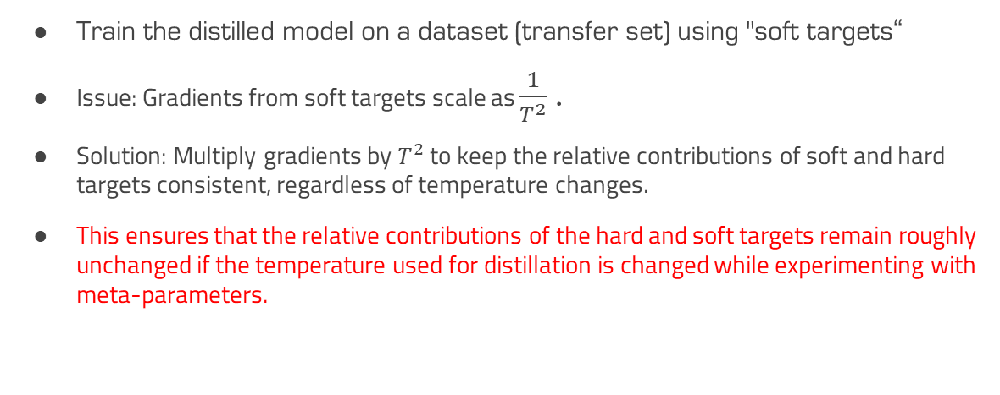 ● Train the distilled model on a dataset (transfer set) using "soft targets“
● Issue: Gradients from soft targets scale as 1/T² .
● Solution: Multiply gradients by T² to keep the relative contributions of soft and hard
targets consistent, regardless of temperature changes.
● This ensures that the relative contributions of the hard and soft targets remain roughly
unchanged if the temperature used for distillation is changed while experimenting with
meta-parameters.